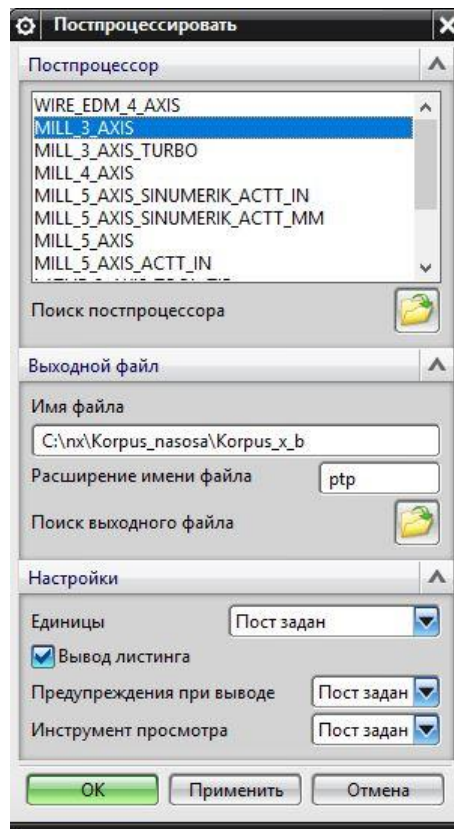 Постпроцессировать
Постпроцессор
WIRE_EDM_4_AXIS
MILL_3_AXIS
MILL_3_AXIS_TURBO
MILL_4_AXIS
MILL_5_AXIS_SINUMERIK_ACTT_IN
MILL_5_AXIS_SINUMERIK_ACTT_MM
MILL_5_AXIS
MILL_5_AXIS_ACTT_IN
Поиск постпроцессора
Выходной файл
Имя файла
C:\nx\Korpus_nasosa\Korpus_x_b
Расширение имени файла ptp
Поиск выходного файла
Настройки
Единицы Пост задан
Вывод листинга
Предупреждения при выводе Пост задан
Инструмент просмотра Пост задан
OK Применить Отмена